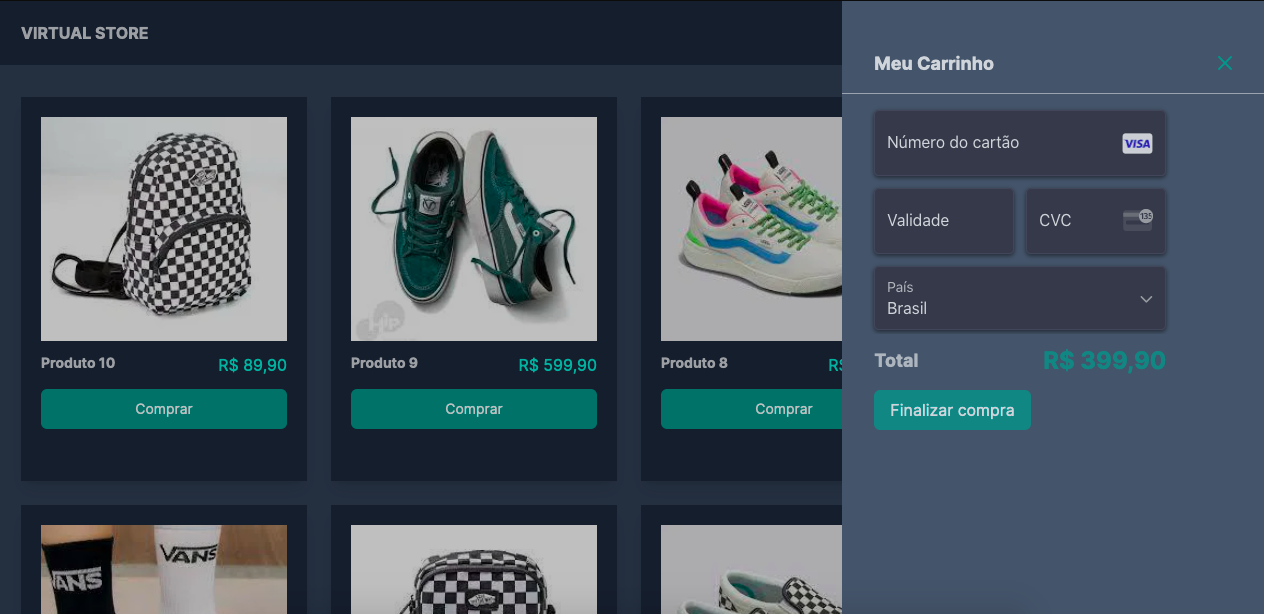 VIRTUAL STORE
Meu Carrinho
Número do cartão
VISA
Validade
CVC
135
País
Brasil
Total
R$ 399,90
Finalizar compra
Hip
Produto 10
R$ 89,90
Comprar
Produto 9
R$ 599,90
Comprar
Produto 8
R$
Comprar
VANS
VANS